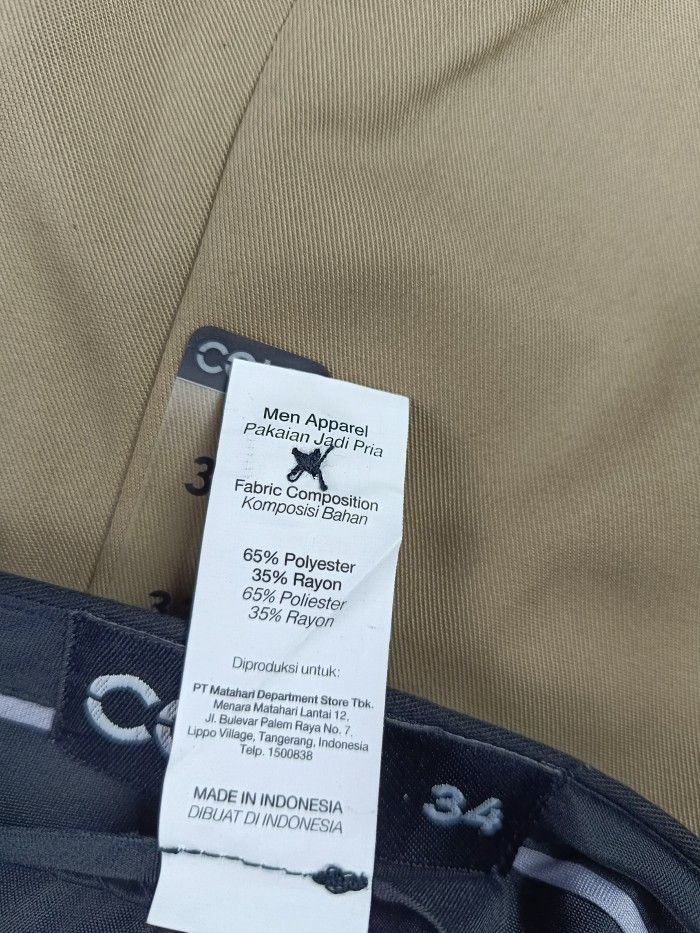 Men Apparel
Pakaian Jadi Pria
Fabric Composition
Komposisi Bahan
65% Polyester
35% Rayon
65% Poliester
35% Rayon
Diproduksi untuk:
PT Matahari Department Store Tbk.
Menara Matahari Lantai 12,
Jl. Bulevar Palem Raya No. 7,
Lippo Village, Tangerang, Indonesia
Telp. 1500838
MADE IN INDONESIA
DIBUAT DI INDONESIA
34